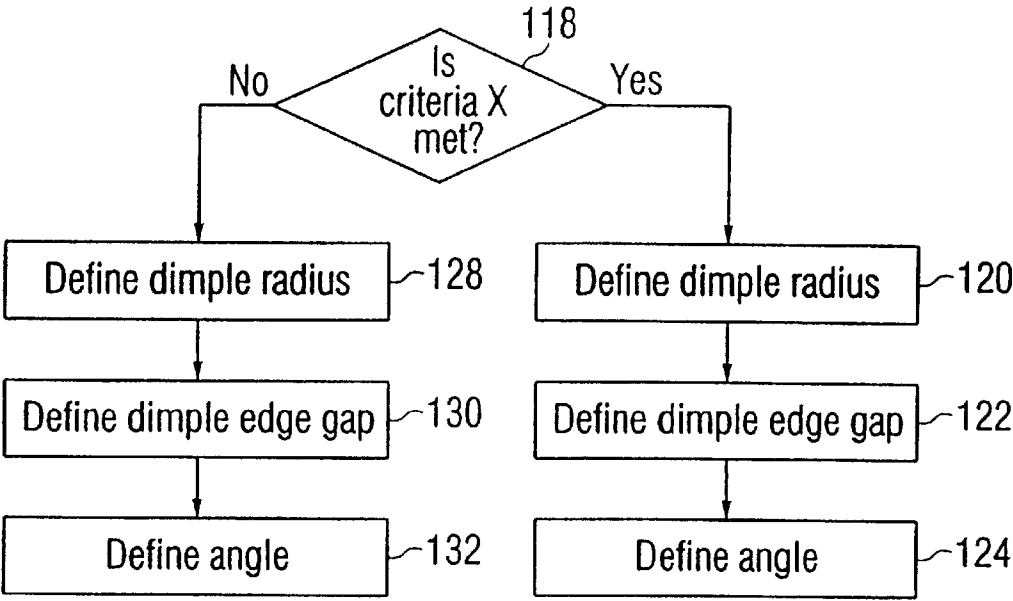 118
No
Is
criteria X
met?
Yes
Define dimple radius
128
Define dimple radius
120
Define dimple edge gap
130
Define dimple edge gap
122
Define angle
132
Define angle
124